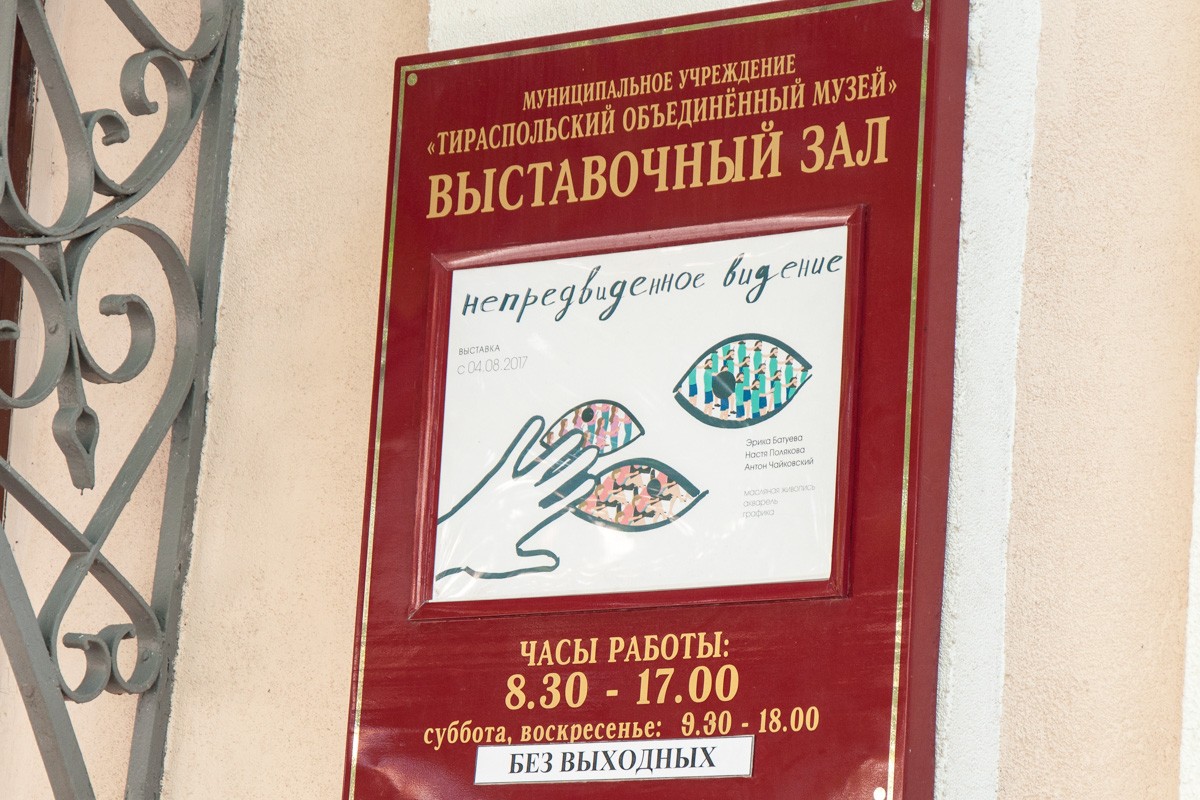 МУНИЦИПАЛЬНОЕ УЧРЕЖДЕНИЕ
«ТИРАСПОЛЬСКИЙ ОБЪЕДИНЁННЫЙ МУЗЕЙ»
ВЫСТАВОЧНЫЙ ЗАЛ
непредвиденное видение
ВЫСТАВКА
с 04.08.2017
Эрика Батуева
Настя Полякова
Антон Чайковский
масляная живопись
акварель
графика
ЧАСЫ РАБОТЫ:
8.30 - 17.00
суббота, воскресенье: 9.30 - 18.00
БЕЗ ВЫХОДНЫХ